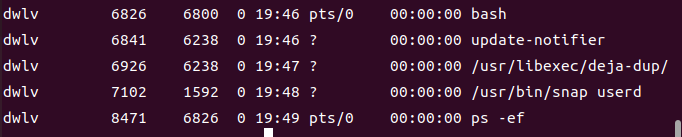 dwlv 6826 6800 0 19:46 pts/0 00:00:00 bash
dwlv 6841 6238 0 19:46 ? 00:00:00 update-notifier
dwlv 6926 6238 0 19:47 ? 00:00:00 /usr/libexec/deja-dup/
dwlv 7102 1592 0 19:48 ? 00:00:00 /usr/bin/snap userd
dwlv 8471 6826 0 19:49 pts/0 00:00:00 ps -ef